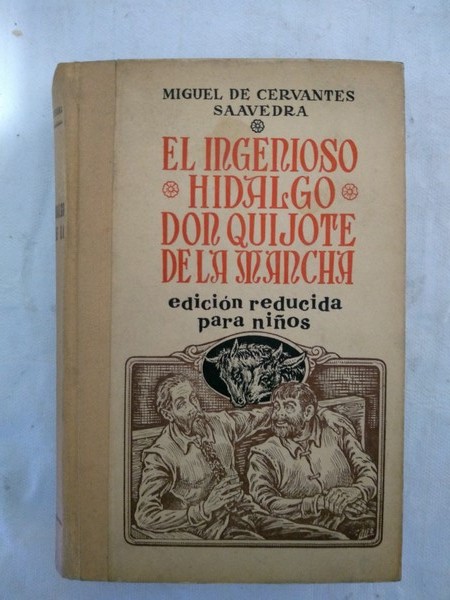 MIGUEL DE CERVANTES
SAAVEDRA
EL INGENIOSO
HIDALGO
DON QUIJOTE
DE LA MANCHA
edición reducida
para niños